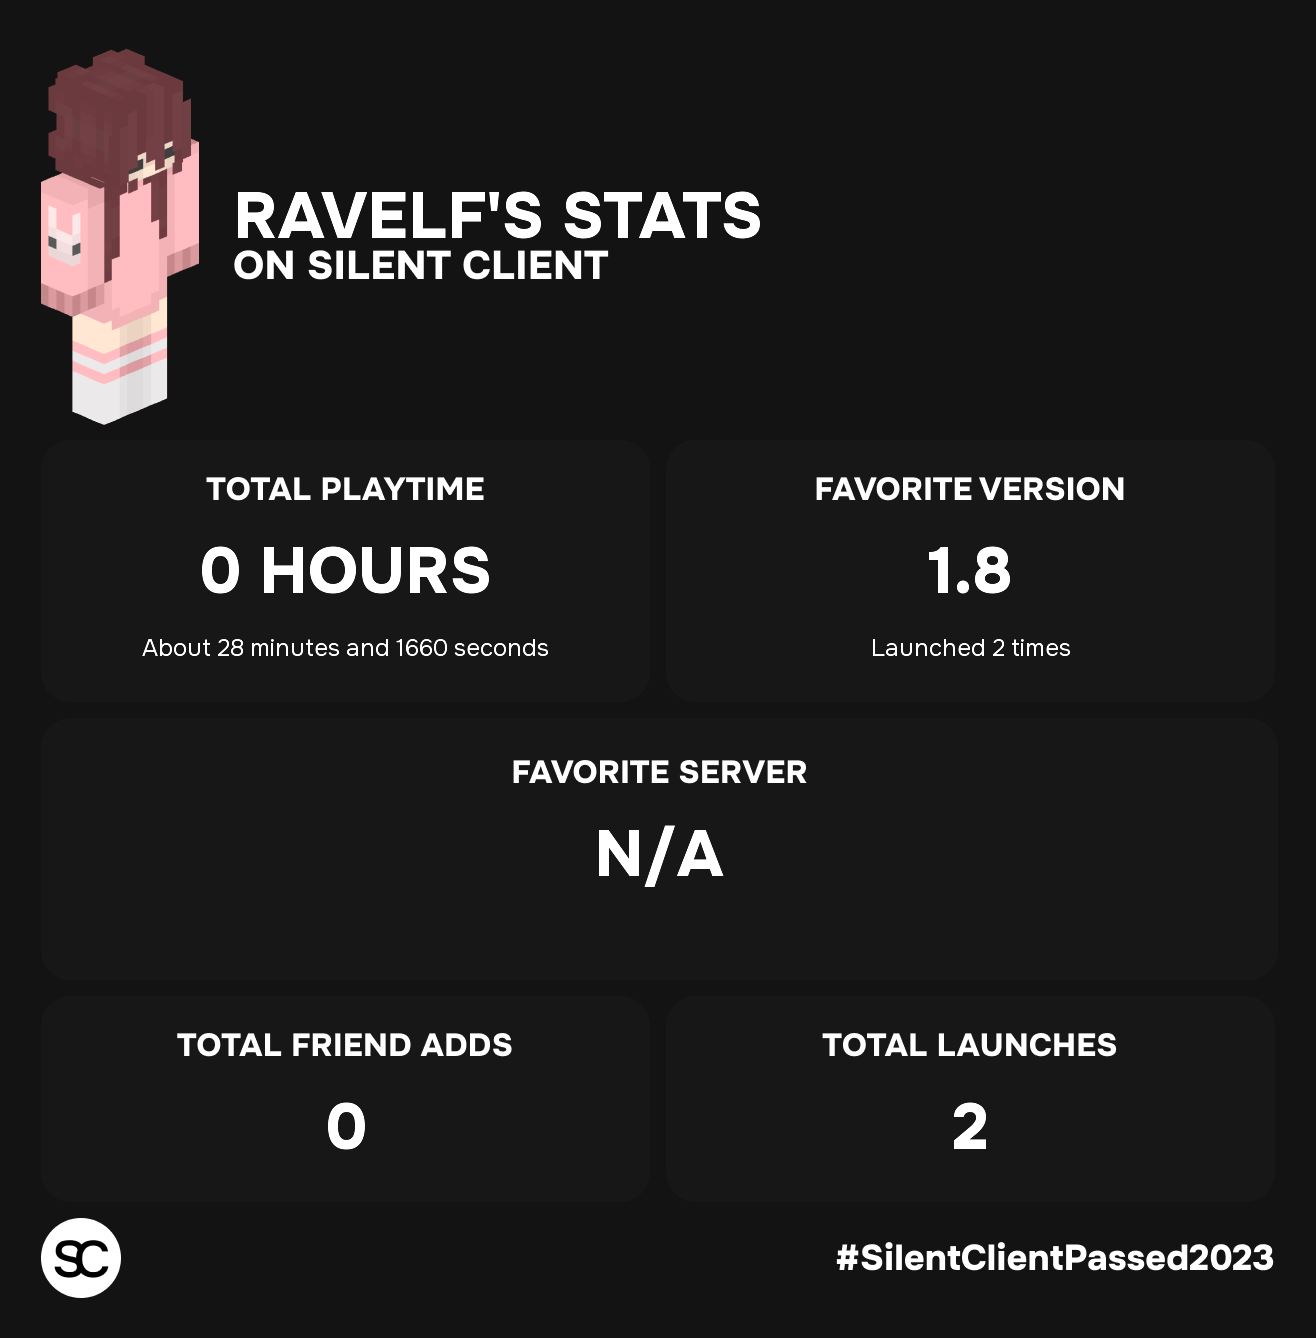 RAVELF'S STATS
ON SILENT CLIENT
TOTAL PLAYTIME
0 HOURS
About 28 minutes and 1660 seconds
FAVORITE VERSION
1.8
Launched 2 times
FAVORITE SERVER
N/A
TOTAL FRIEND ADDS
0
TOTAL LAUNCHES
2
SC
#SilentClientPassed2023